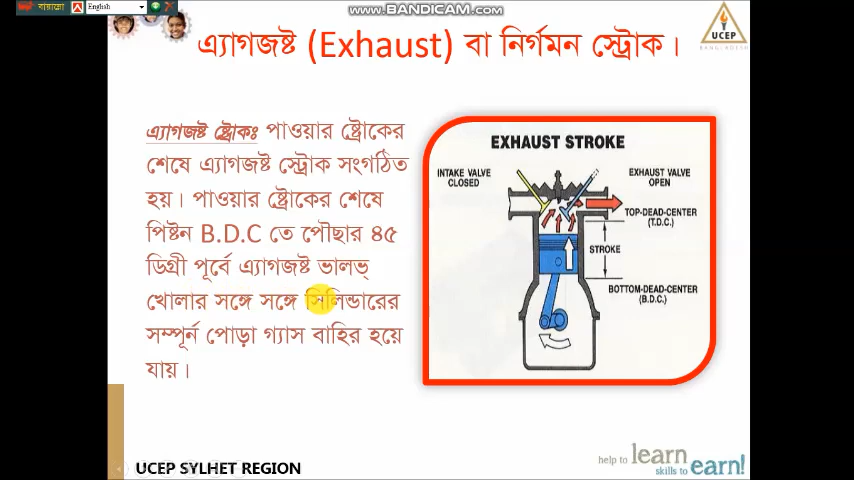 বায়ান্নো
English
www.BANDICAM.com
এ্যাগজষ্ট (Exhaust) বা নির্গমন স্ট্রোক।
UCEP
BANGLADESH
এ্যাগজষ্ট ষ্ট্রোকঃ পাওয়ার ষ্ট্রোকের
শেষে এ্যাগজষ্ট স্ট্রোক সংগঠিত
হয়। পাওয়ার ষ্ট্রোকের শেষে
পিষ্টন B.D.C তে পৌছার ৪৫
ডিগ্রী পূর্বে এ্যাগজষ্ট ভালভ্
খোলার সঙ্গে সঙ্গে সিলিন্ডারের
সম্পূর্ন পোড়া গ্যাস বাহির হয়ে
যায়।
EXHAUST STROKE
INTAKE VALVE
CLOSED
EXHAUST VALVE
OPEN
TOP-DEAD-CENTER
(T.D.C.)
STROKE
BOTTOM-DEAD-CENTER
(B.D.C.)
UCEP SYLHET REGION
help to learn
skills to earn!